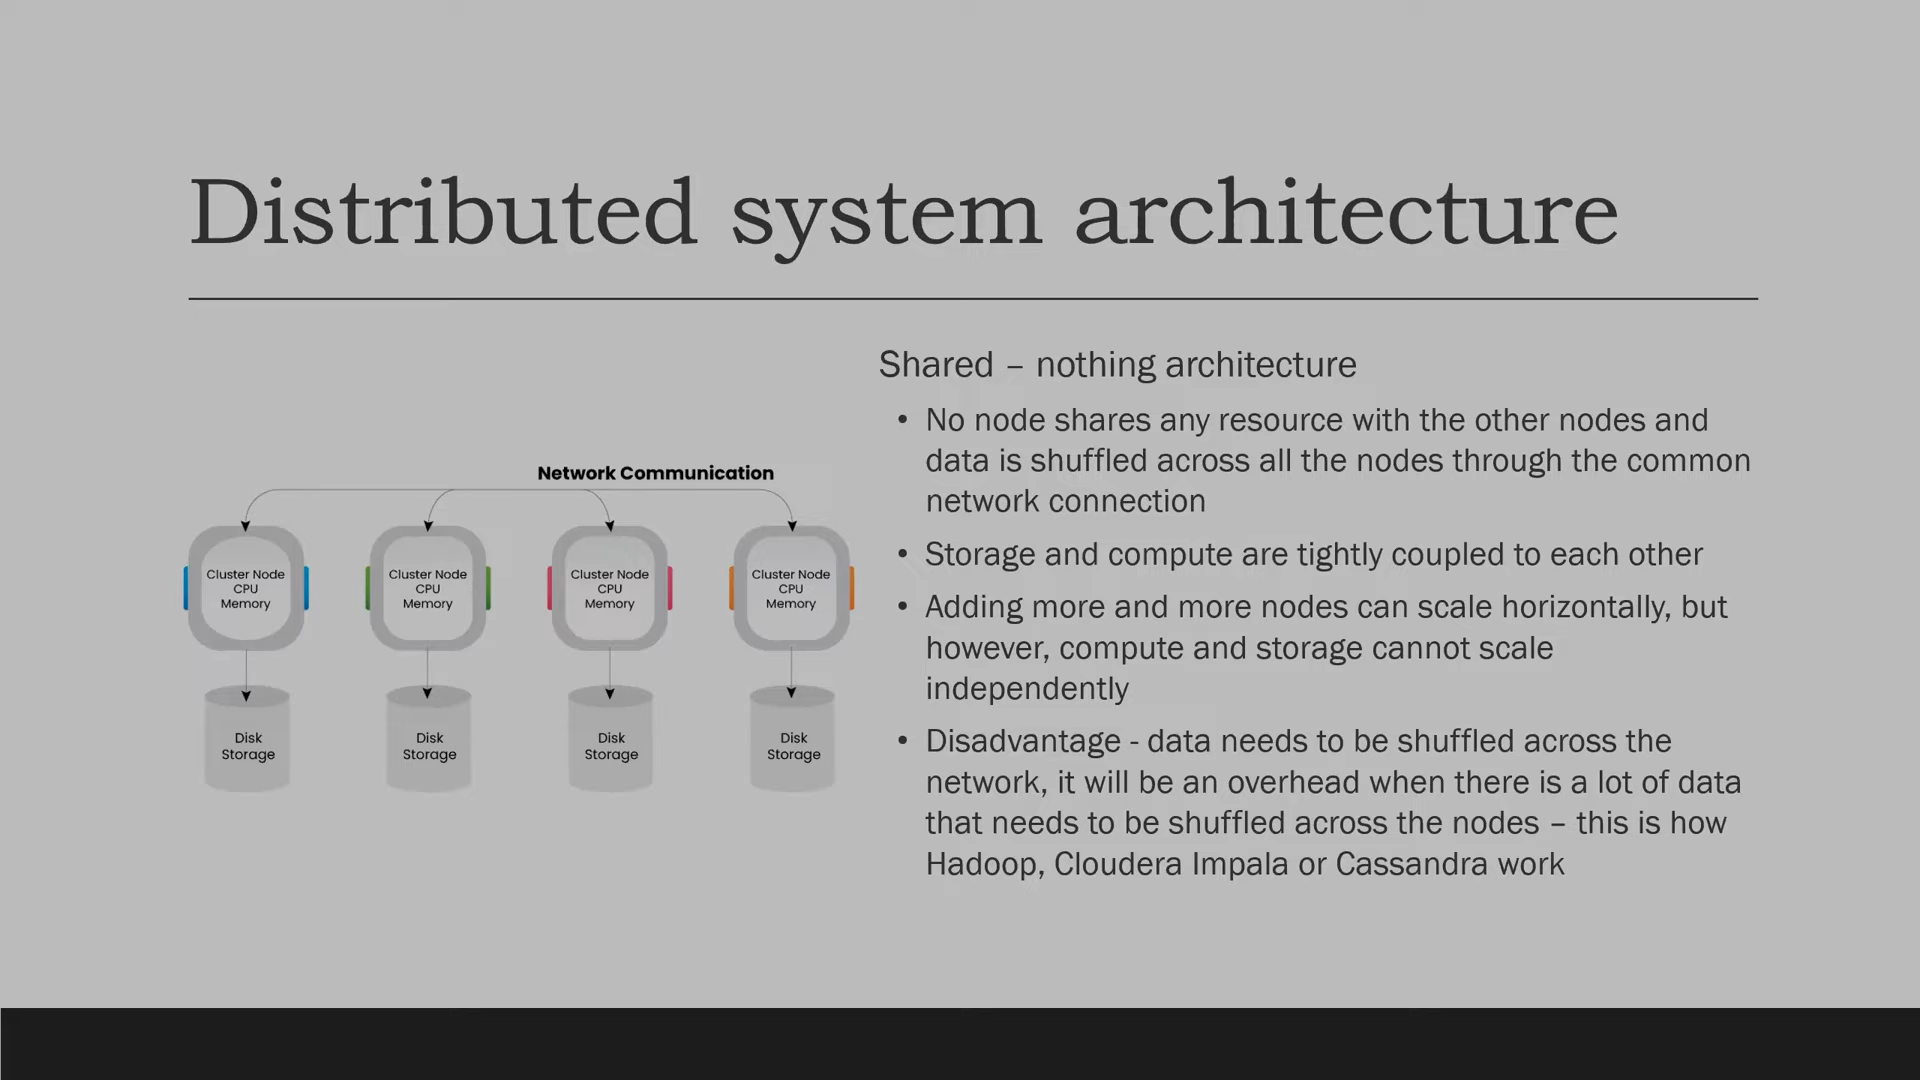 Distributed system architecture
Shared – nothing architecture
• No node shares any resource with the other nodes and
data is shuffled across all the nodes through the common
network connection
• Storage and compute are tightly coupled to each other
• Adding more and more nodes can scale horizontally, but
however, compute and storage cannot scale
independently
• Disadvantage - data needs to be shuffled across the
network, it will be an overhead when there is a lot of data
that needs to be shuffled across the nodes – this is how
Hadoop, Cloudera Impala or Cassandra work
Network Communication
Cluster Node
CPU
Memory
Cluster Node
CPU
Memory
Cluster Node
CPU
Memory
Cluster Node
CPU
Memory
Disk
Storage
Disk
Storage
Disk
Storage
Disk
Storage